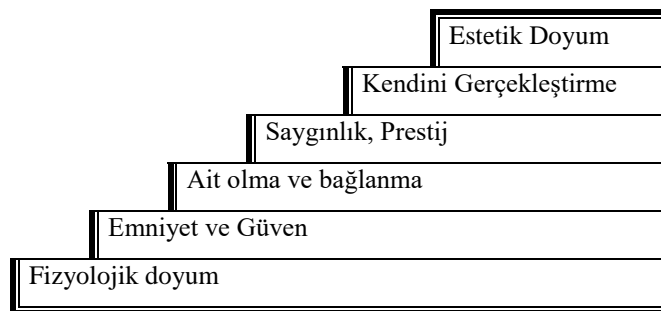 Estetik Doyum
Kendini Gerçekleştirme
Saygınlık, Prestij
Ait olma ve bağlanma
Emniyet ve Güven
Fizyolojik doyum